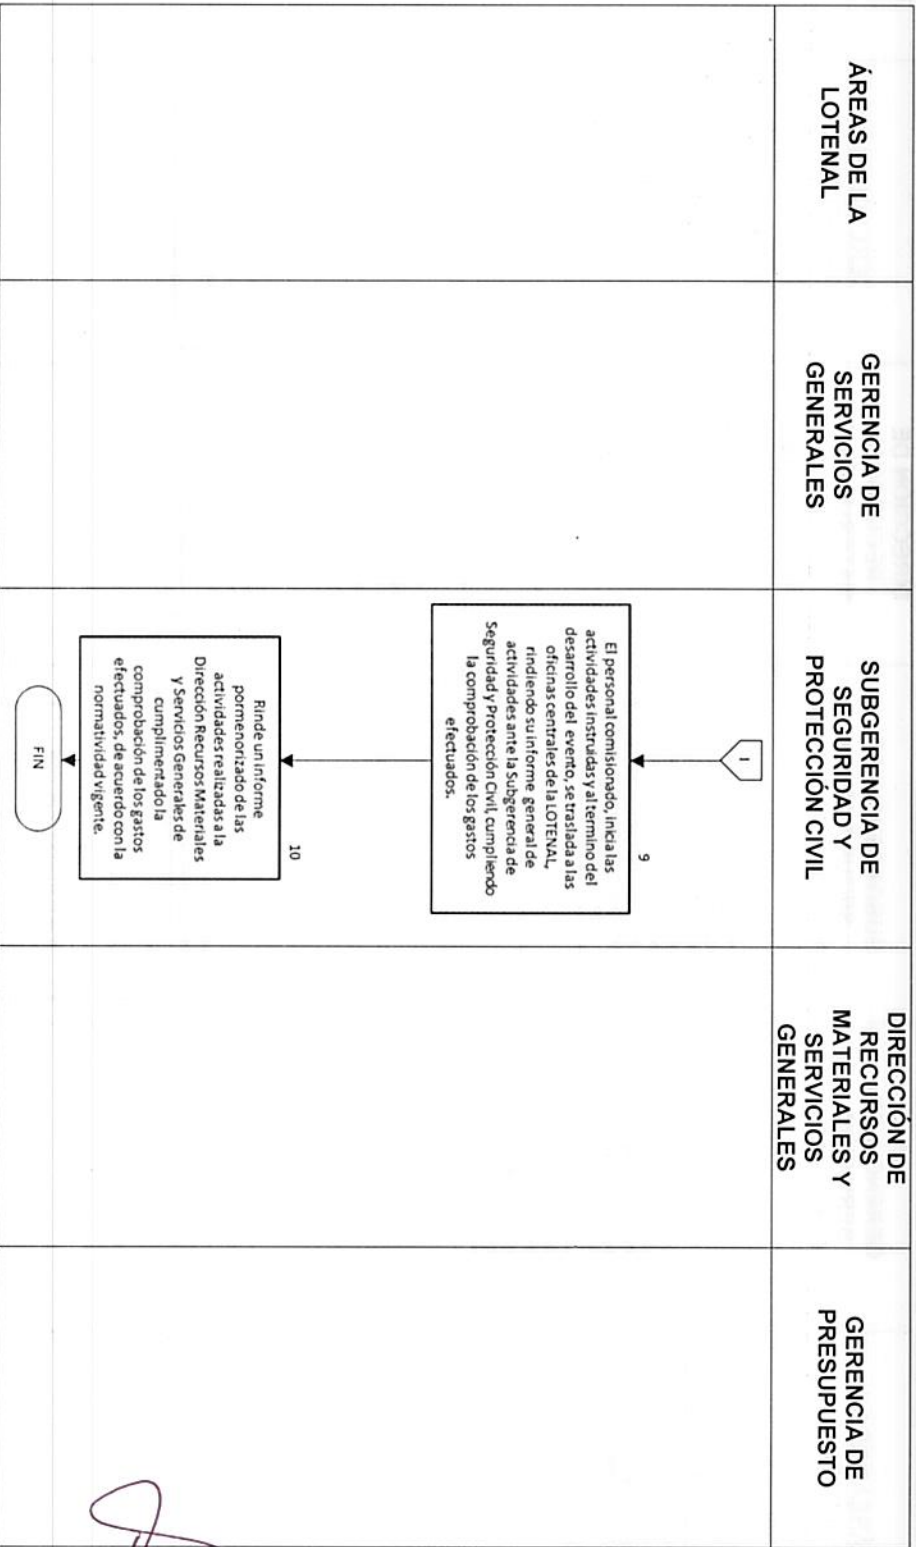 ÁREAS DE LA
LOTENAL
GERENCIA DE
SERVICIOS
GENERALES
SUBGERENCIA DE
SEGURIDAD Y
PROTECCIÓN CIVIL
DIRECCIÓN DE
RECURSOS
MATERIALES Y
SERVICIOS
GENERALES
GERENCIA DE
PRESUPUESTO
1
9
El personal comisionado, inicia las
actividades instruidas y al termino del
desarrollo del evento, se traslada a las
oficinas centrales de la LOTENAL,
rindiendo su informe general de
actividades ante la Subgerencia de
Seguridad y Protección Civil, cumpliendo
la comprobación de los gastos
efectuados.
10
Rinde un informe
pormenorizado de las
actividades realizadas a la
Dirección Recursos Materiales
y Servicios Generales de
cumplimentado la
comprobación de los gastos
efectuados, de acuerdo con la
normatividad vigente.
FIN